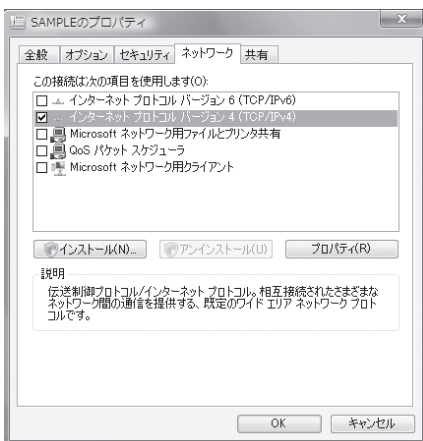 SAMPLEのプロパティ
全般 オプション セキュリティ ネットワーク 共有
この接続は次の項目を使用します(O):
インターネット プロトコル バージョン 6 (TCP/IPv6)
インターネット プロトコル バージョン 4 (TCP/IPv4)
Microsoft ネットワーク用ファイルとプリンタ共有
QoS パケット スケジューラ
Microsoft ネットワーク用クライアント
インストール(N)... アンインストール(U) プロパティ(R)
説明
伝送制御プロトコル/インターネット プロトコル。相互接続されたさまざまな
ネットワーク間の通信を提供する、既定のワイド エリア ネットワーク プロト
コルです。
OK キャンセル